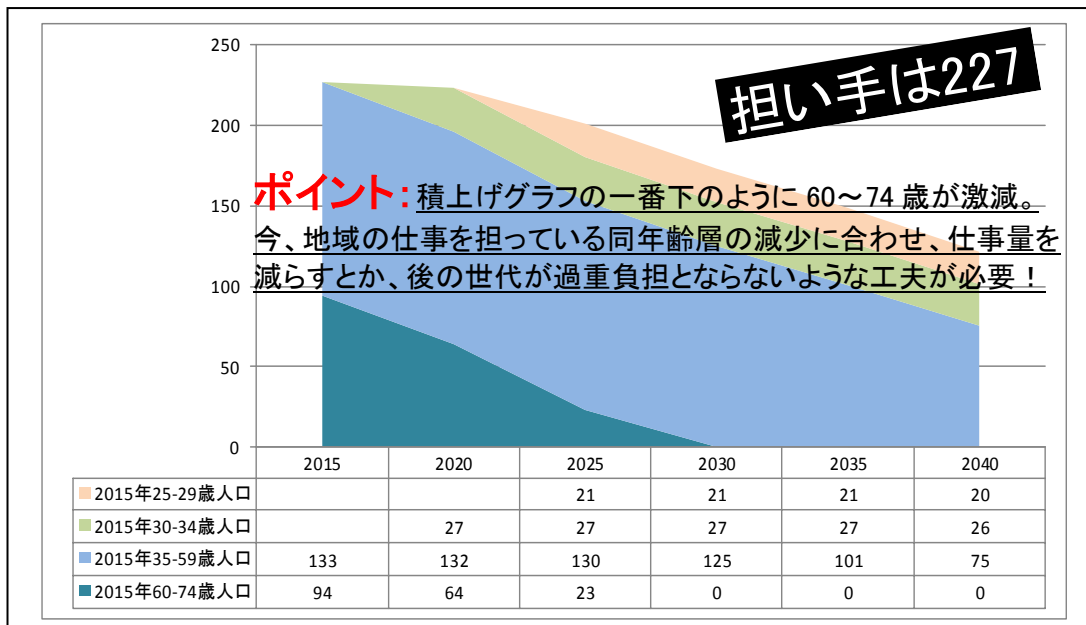 250
担い手は227
200
ポイント：積上げグラフの一番下のように 60～74 歳が激減。
150
今、地域の仕事を担っている同年齢層の減少に合わせ、仕事量を
減らすとか、後の世代が過重負担とならないような工夫が必要！
100
50
0
2015 2020 2025 2030 2035 2040
2015年25-29歳人口 21 21 21 20
2015年30-34歳人口 27 27 27 27 26
2015年35-59歳人口 133 132 130 125 101 75
2015年60-74歳人口 94 64 23 0 0 0